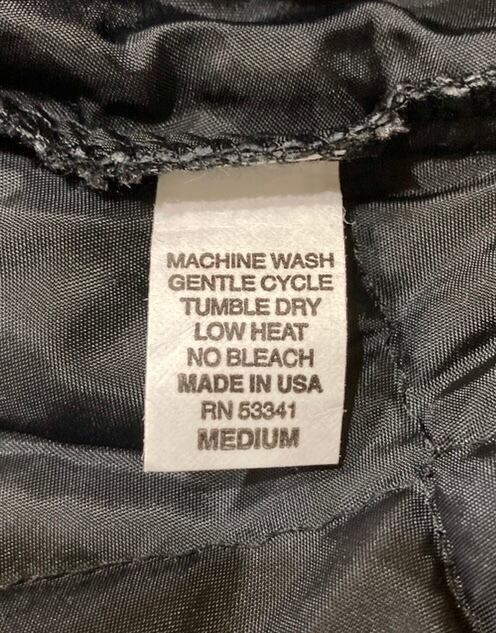 MACHINE WASH
GENTLE CYCLE
TUMBLE DRY
LOW HEAT
NO BLEACH
MADE IN USA
RN 53341
MEDIUM